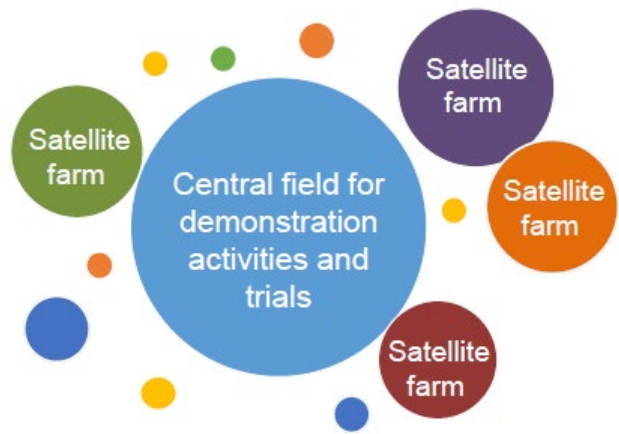 Satellite
farm
Satellite
farm
Central field for
demonstration
activities and
trials
Satellite
farm
Satellite
farm